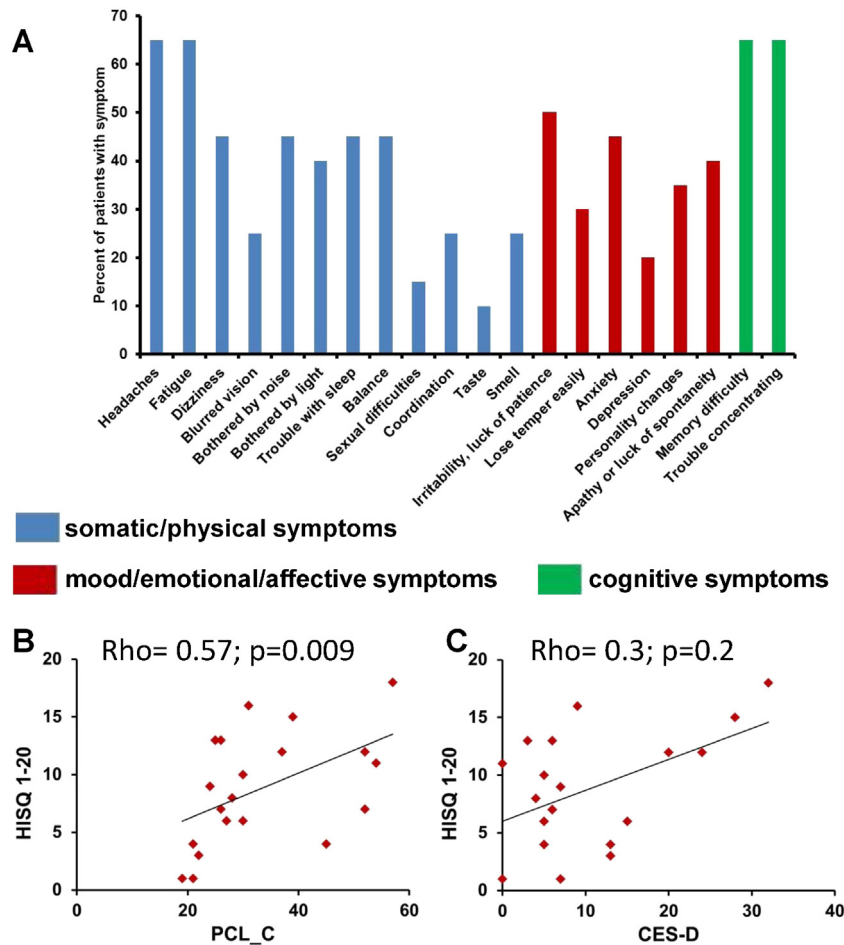 A
Percent of patients with symptom
70
60
50
40
30
20
10
0
Headaches
Fatigue
Dizziness
Blurred vision
Bothered by noise
Bothered by light
Trouble with sleep
Balance
Sexual difficulties
Coordination
Taste
Smell
Irritability, luck of patience
Lose temper easily
Anxiety
Depression
Personality changes
Apathy or luck of spontaneity
Memory difficulty
Trouble concentrating
somatic/physical symptoms
mood/emotional/affective symptoms
cognitive symptoms
B
Rho= 0.57; p=0.009
HISQ 1-20
20
15
10
5
0
0
20
40
60
PCL_C
C
Rho= 0.3; p=0.2
HISQ 1-20
20
15
10
5
0
0
10
20
30
40
CES-D